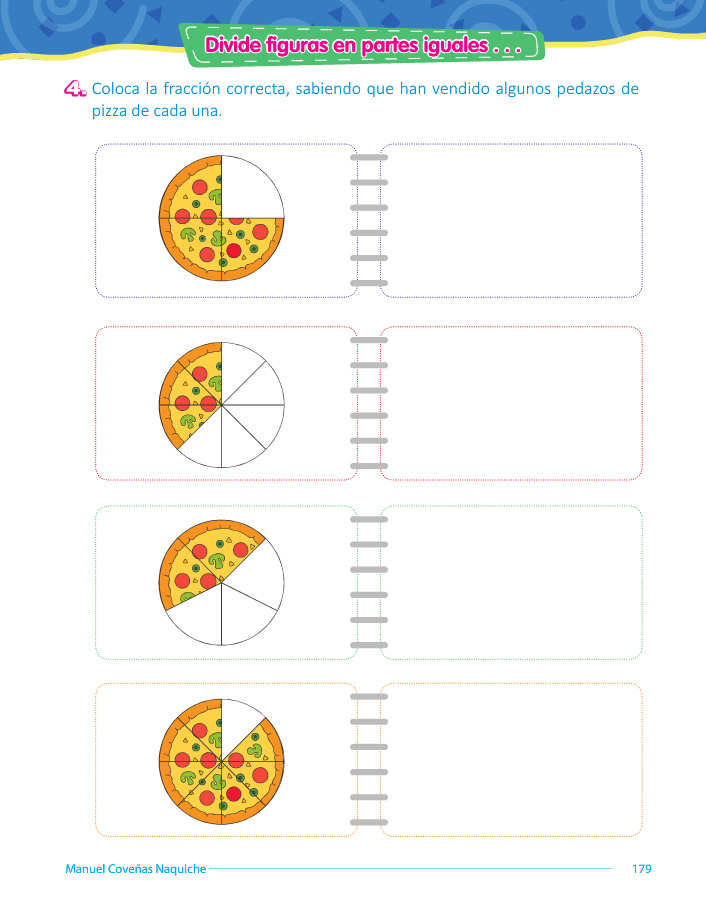 Divide figuras en partes iguales . . .
4. Coloca la fracción correcta, sabiendo que han vendido algunos pedazos de
pizza de cada una.
Manuel Coveñas Naquiche
179